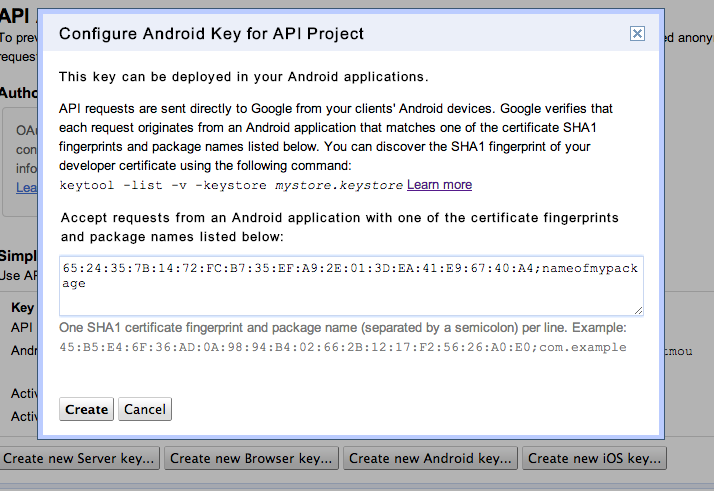 API
Configure Android Key for API Project
To prev
d anony
reques
This key can be deployed in your Android applications.
Autho
API requests are sent directly to Google from your clients' Android devices. Google verifies that
each request originates from an Android application that matches one of the certificate SHA1
fingerprints and package names listed below. You can discover the SHA1 fingerprint of your
developer certificate using the following command:
keytool -list -v -keystore mystore.keystore Learn more
OAu
con
info
Lea
Accept requests from an Android application with one of the certificate fingerprints
and package names listed below:
Simpl
Use AP
65:24:35:7B:14:72:FC:B7:35:EF:A9:2E:01:3D:EA:41:E9:67:40:A4;nameofmypack
age
Key
API
One SHA1 certificate fingerprint and package name (separated by a semicolon) per line. Example:
45:B5:E4:6F:36:AD:0A:98:94:B4:02:66:2B:12:17:F2:56:26:A0:E0;com.example
Andr
tmou
Activ
Activ
Create Cancel
Create new Server key... Create new Browser key... Create new Android key... Create new iOS key...